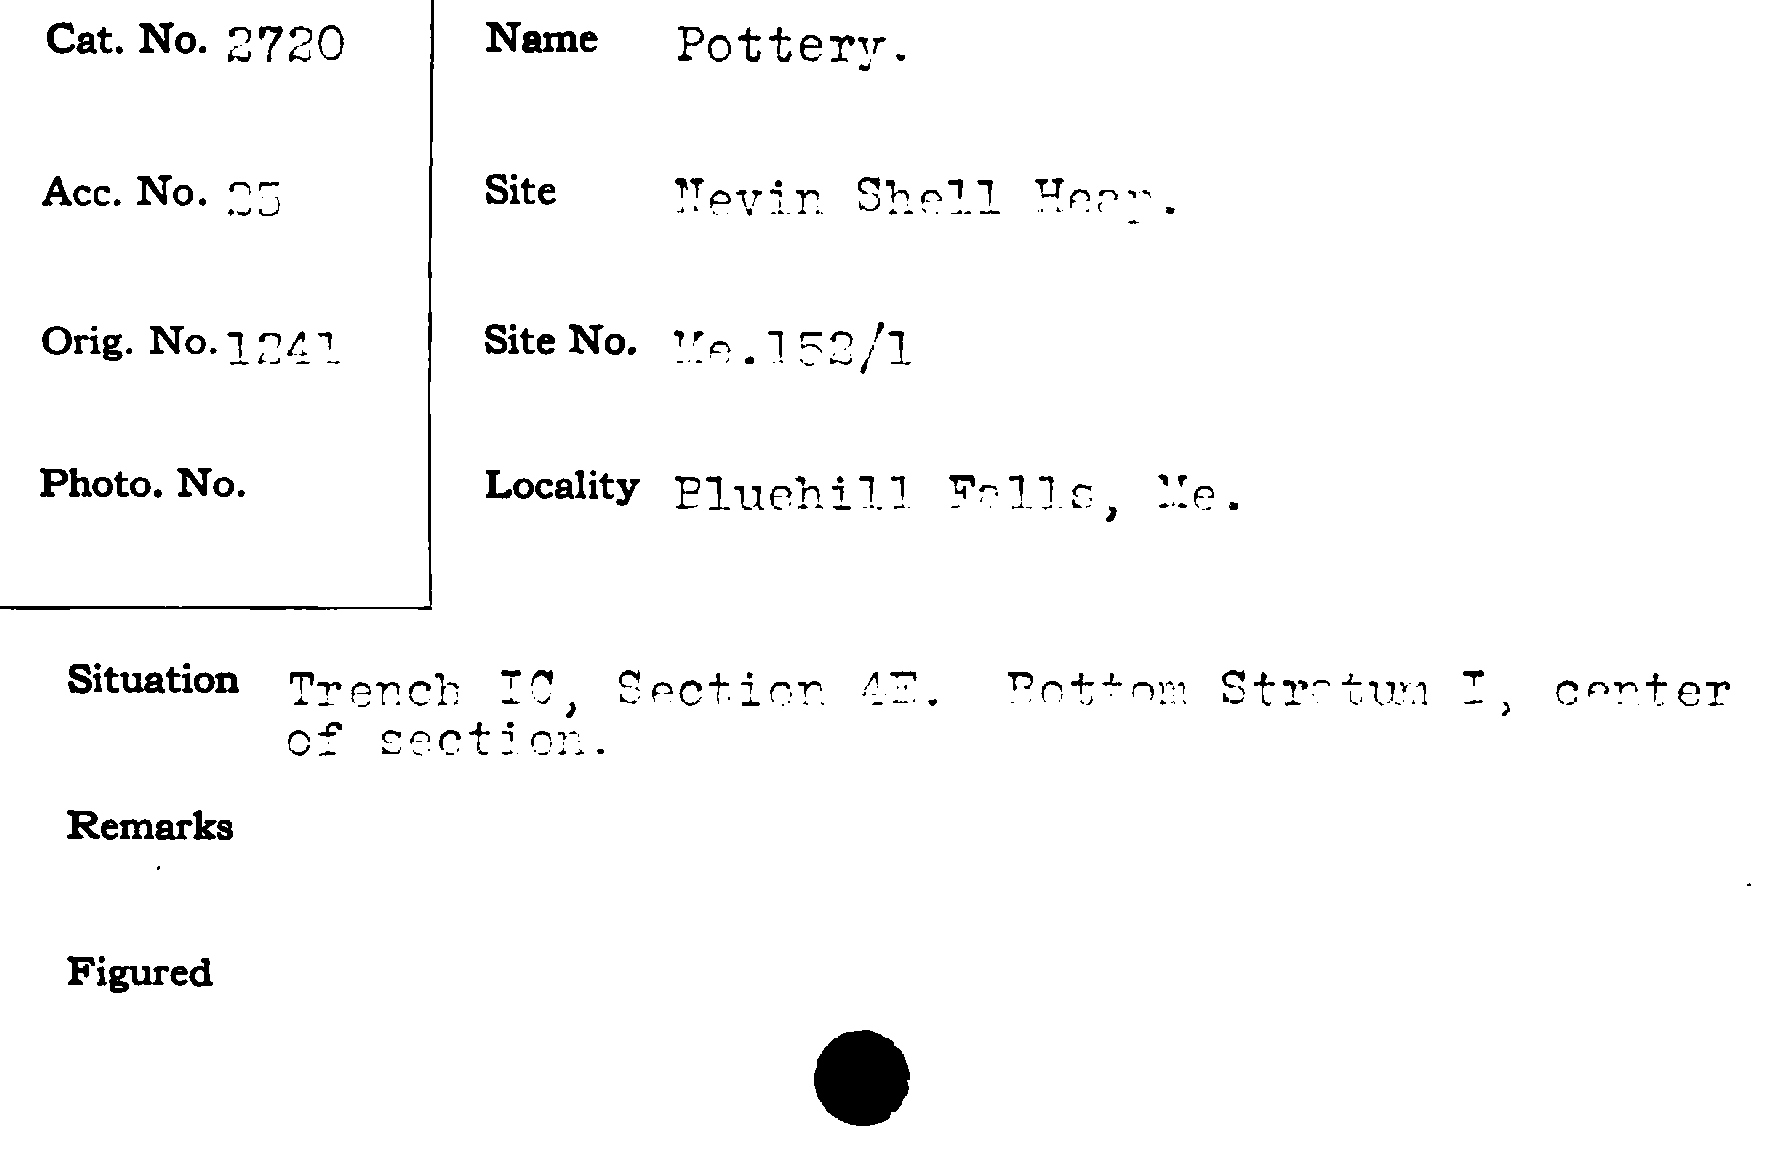 Cat. No. 2720
Name Pottery.
Acc. No. 35
Site Nevin Shell Heap.
Orig. No. 1241
Site No. Me.152/1
Photo. No.
Locality Bluehill Falls, Me.
Situation Trench IC, Section 4E. Bottom Stratum I, center
of section.
Remarks
Figured